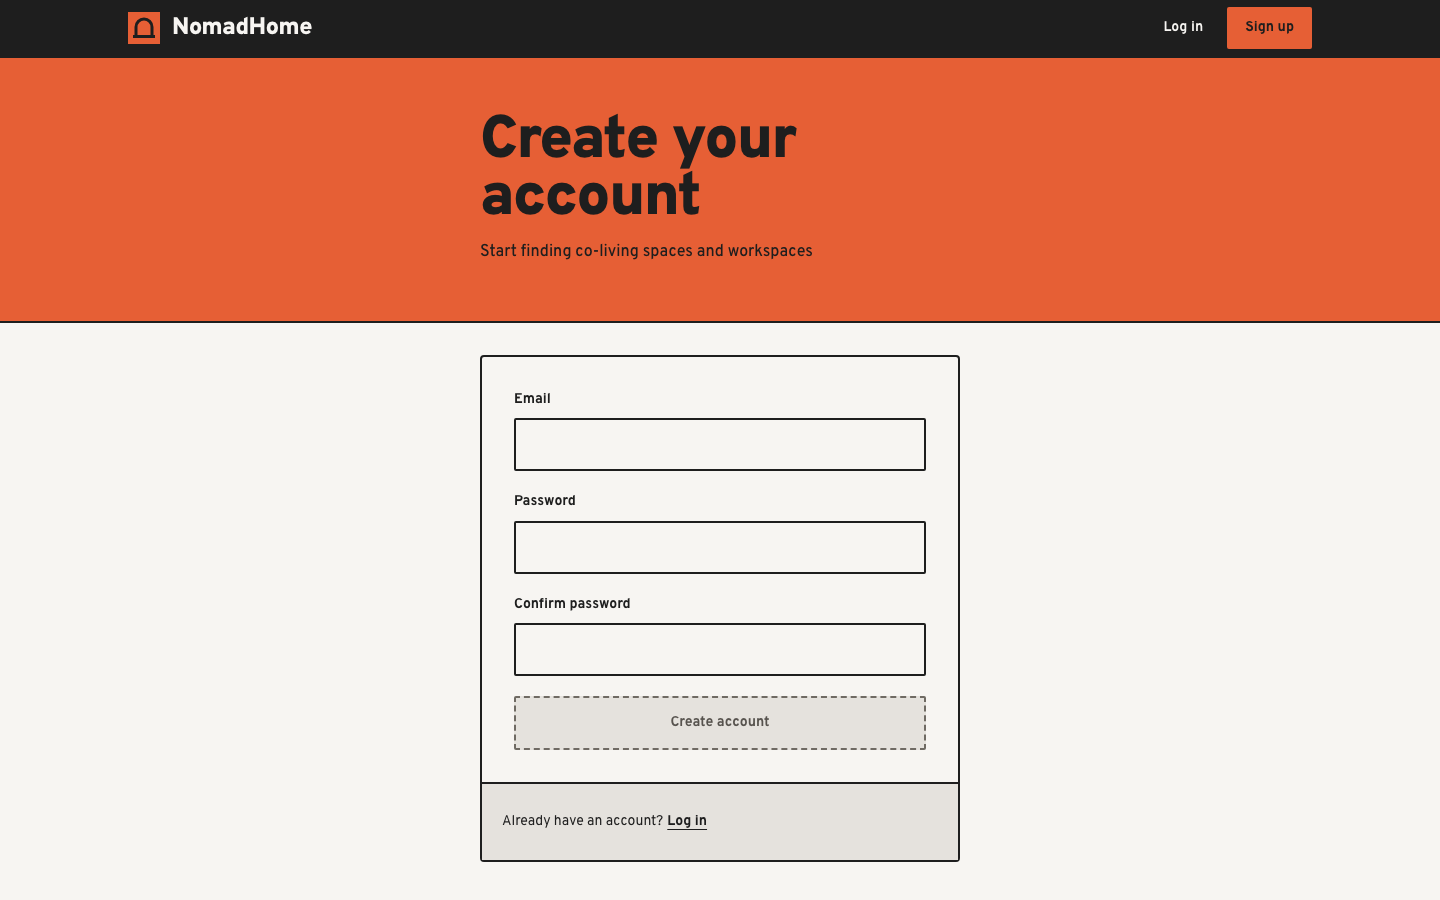 NomadHome
Log in
Sign up
Create your
account
Start finding co-living spaces and workspaces
Email
Password
Confirm password
Create account
Already have an account? Log in